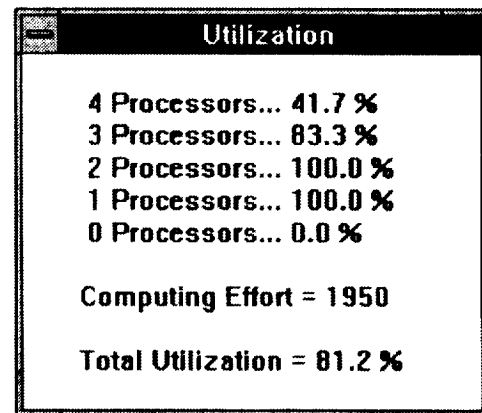 Utilization
4 Processors... 41.7 %
3 Processors... 83.3 %
2 Processors... 100.0 %
1 Processors... 100.0 %
0 Processors... 0.0 %
Computing Effort = 1950
Total Utilization = 81.2 %